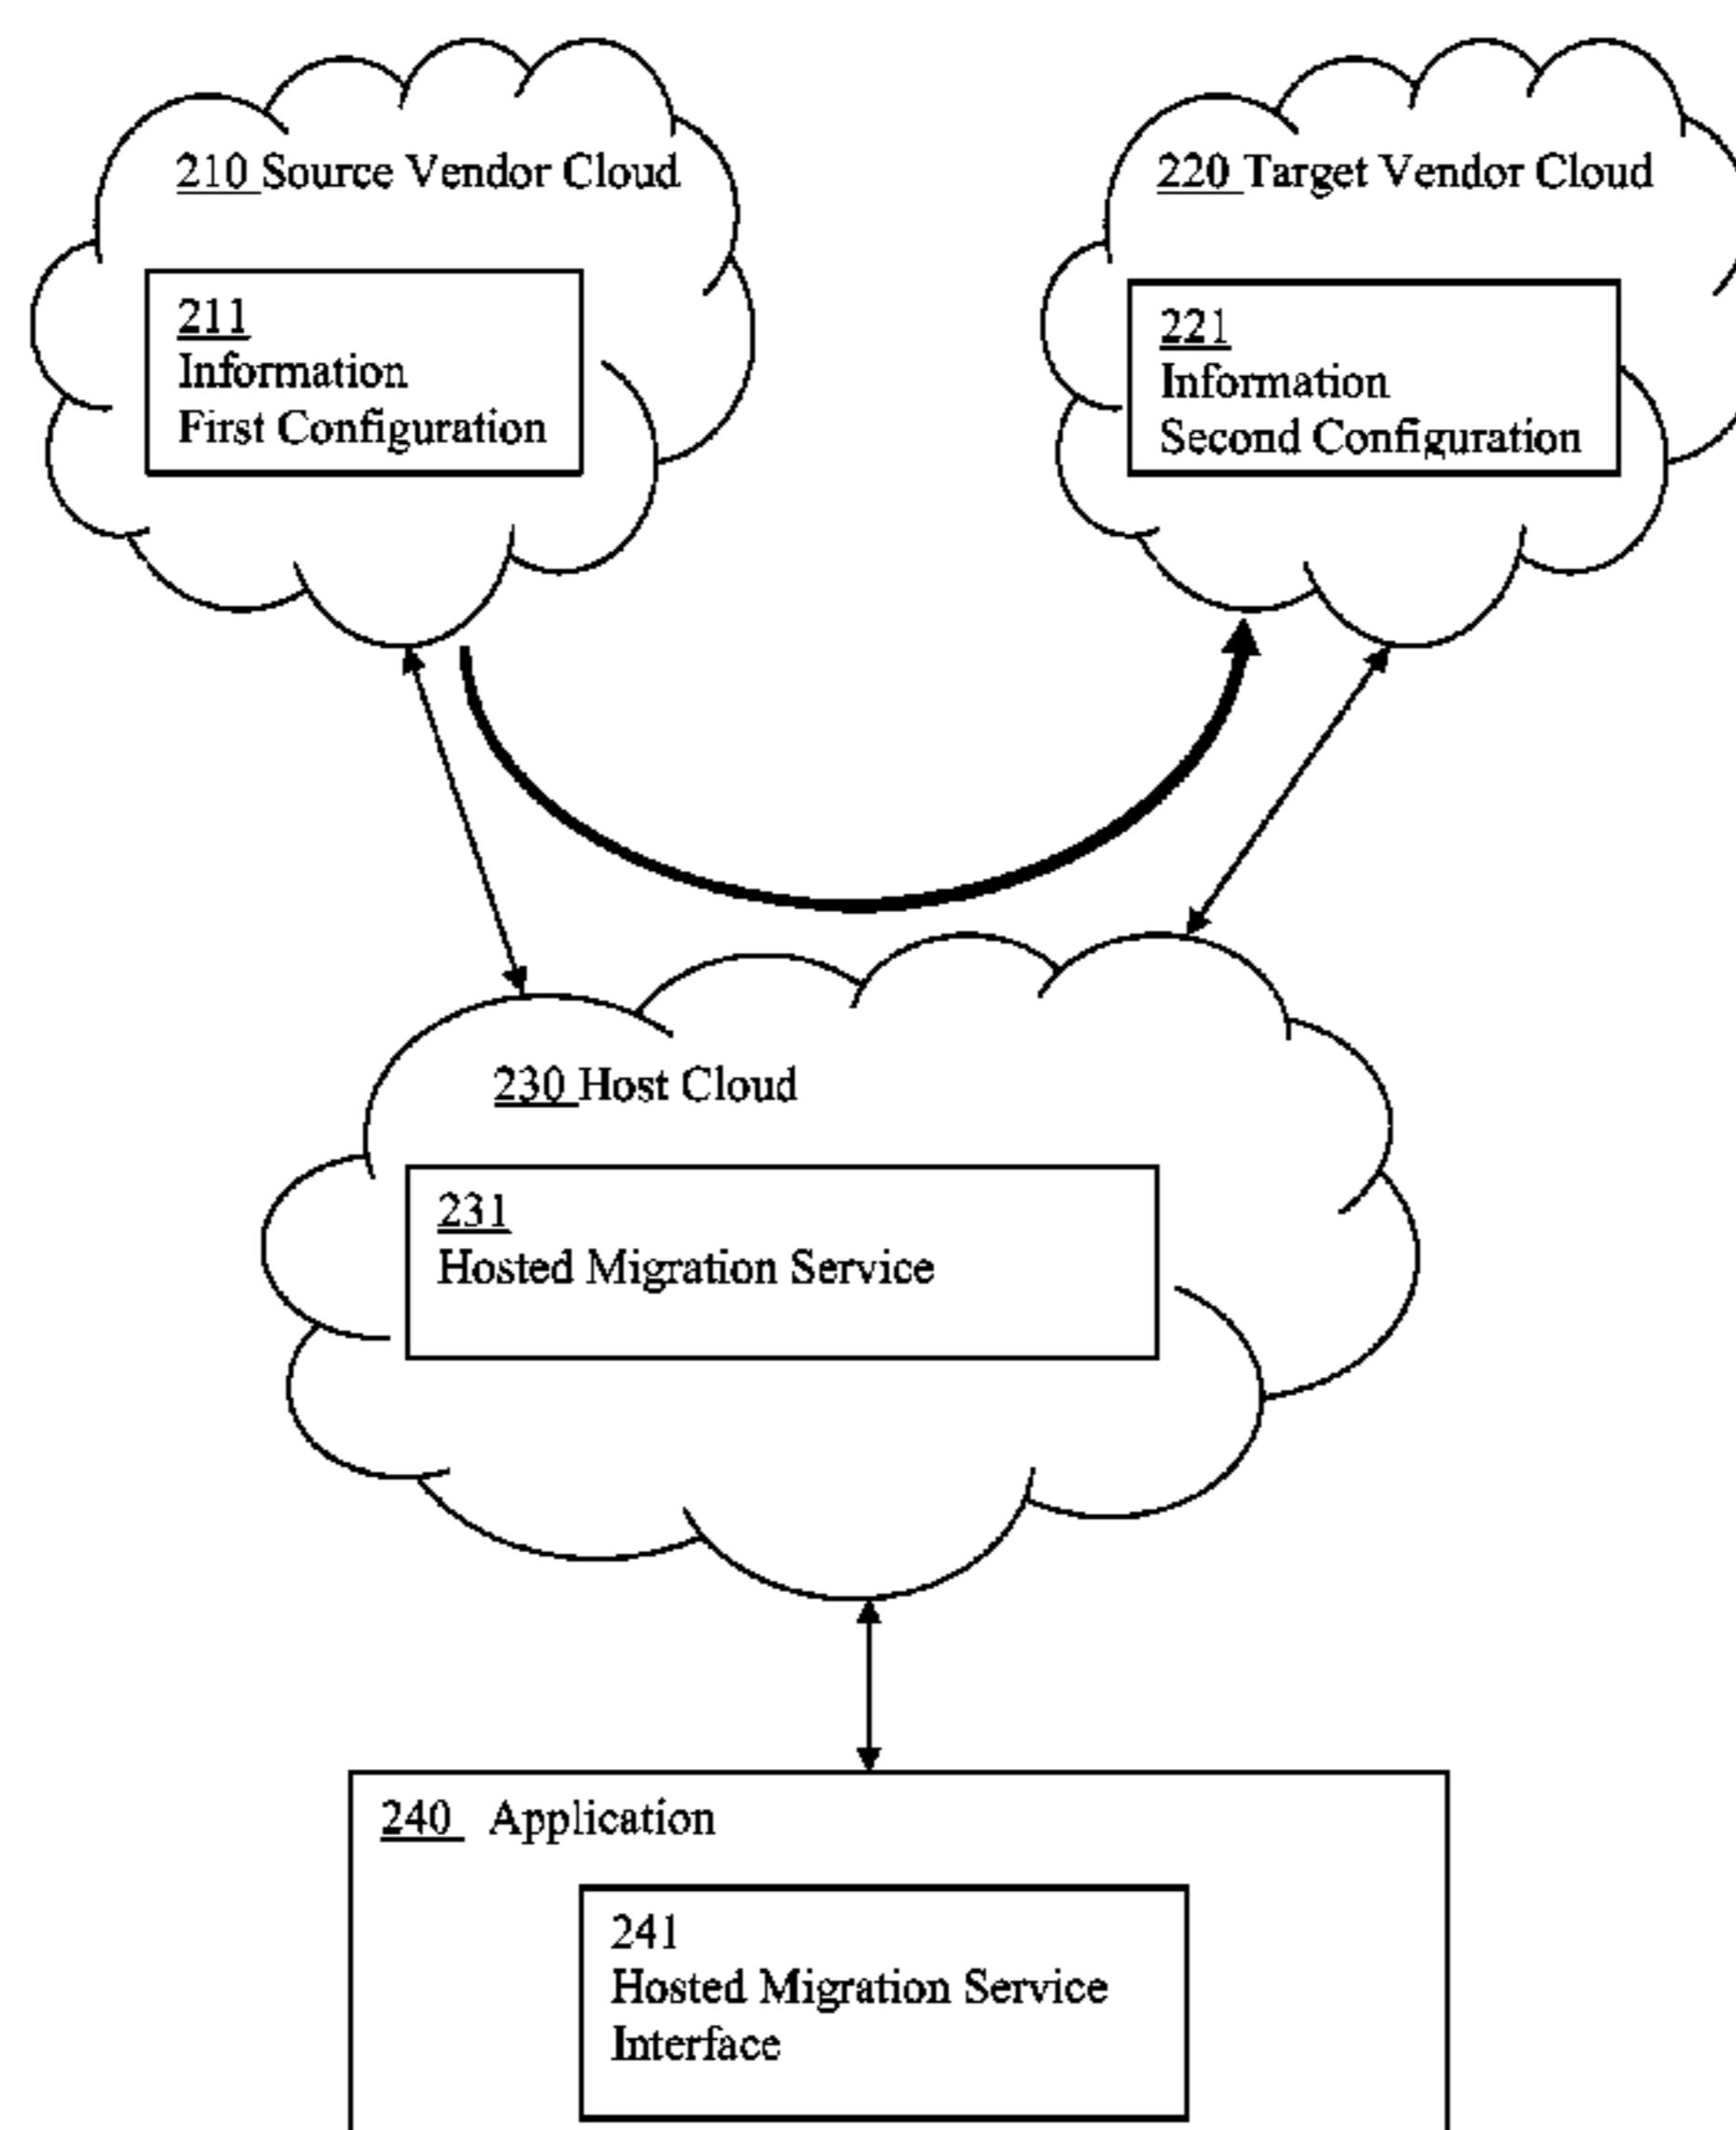 210 Source Vendor Cloud
211
Information
First Configuration
220 Target Vendor Cloud
221
Information
Second Configuration
230 Host Cloud
231
Hosted Migration Service
240 Application
241
Hosted Migration Service
Interface